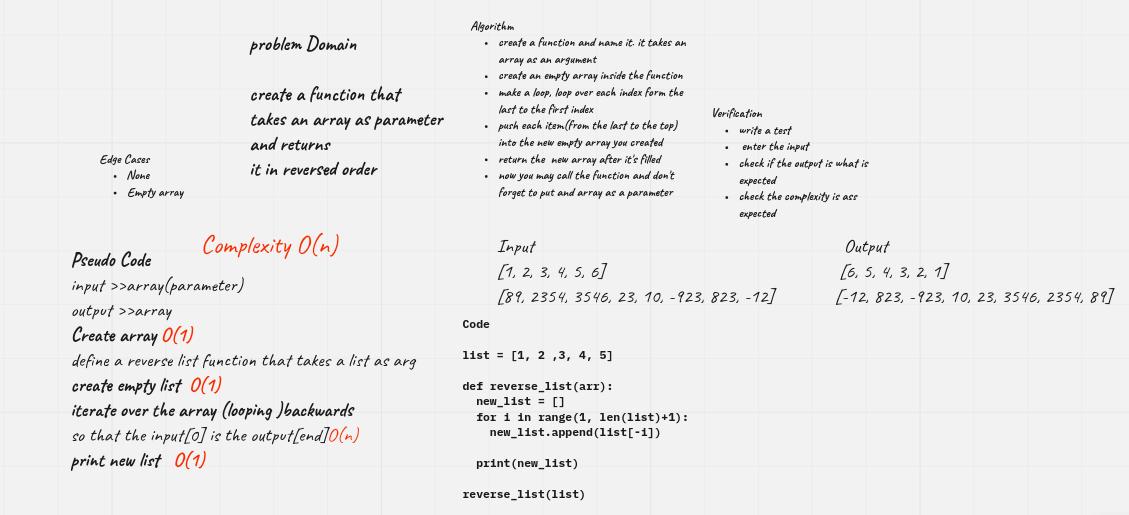 problem Domain
create a function that
takes an array as parameter
and returns
it in reversed order
Edge Cases
• None
• Empty array
Algorithm
• create a function and name it. it takes an
array as an argument
• create an empty array inside the function
• make a loop, loop over each index form the
last to the first index
• push each item(from the last to the top)
into the new empty array you created
• return the new array after it's filled
• now you may call the function and don't
forget to put and array as a parameter
Verification
• write a test
• enter the input
• check if the output is what is
expected
• check the complexity is ass
expected
Complexity O(n)
Pseudo Code
input >>array(parameter)
output >>array
Create array O(1)
define a reverse list function that takes a list as arg
create empty list O(1)
iterate over the array (looping )backwards
so that the input[0] is the output[end]O(n)
print new list O(1)
Input
[1, 2, 3, 4, 5, 6]
[89, 2354, 3546, 23, 10, -923, 823, -12]
Output
[6, 5, 4, 3, 2, 1]
[-12, 823, -923, 10, 23, 3546, 2354, 89]
Code
list = [1, 2 ,3, 4, 5]
def reverse_list(arr):
new_list = []
for i in range(1, len(list)+1):
new_list.append(list[-i])
print(new_list)
reverse_list(list)